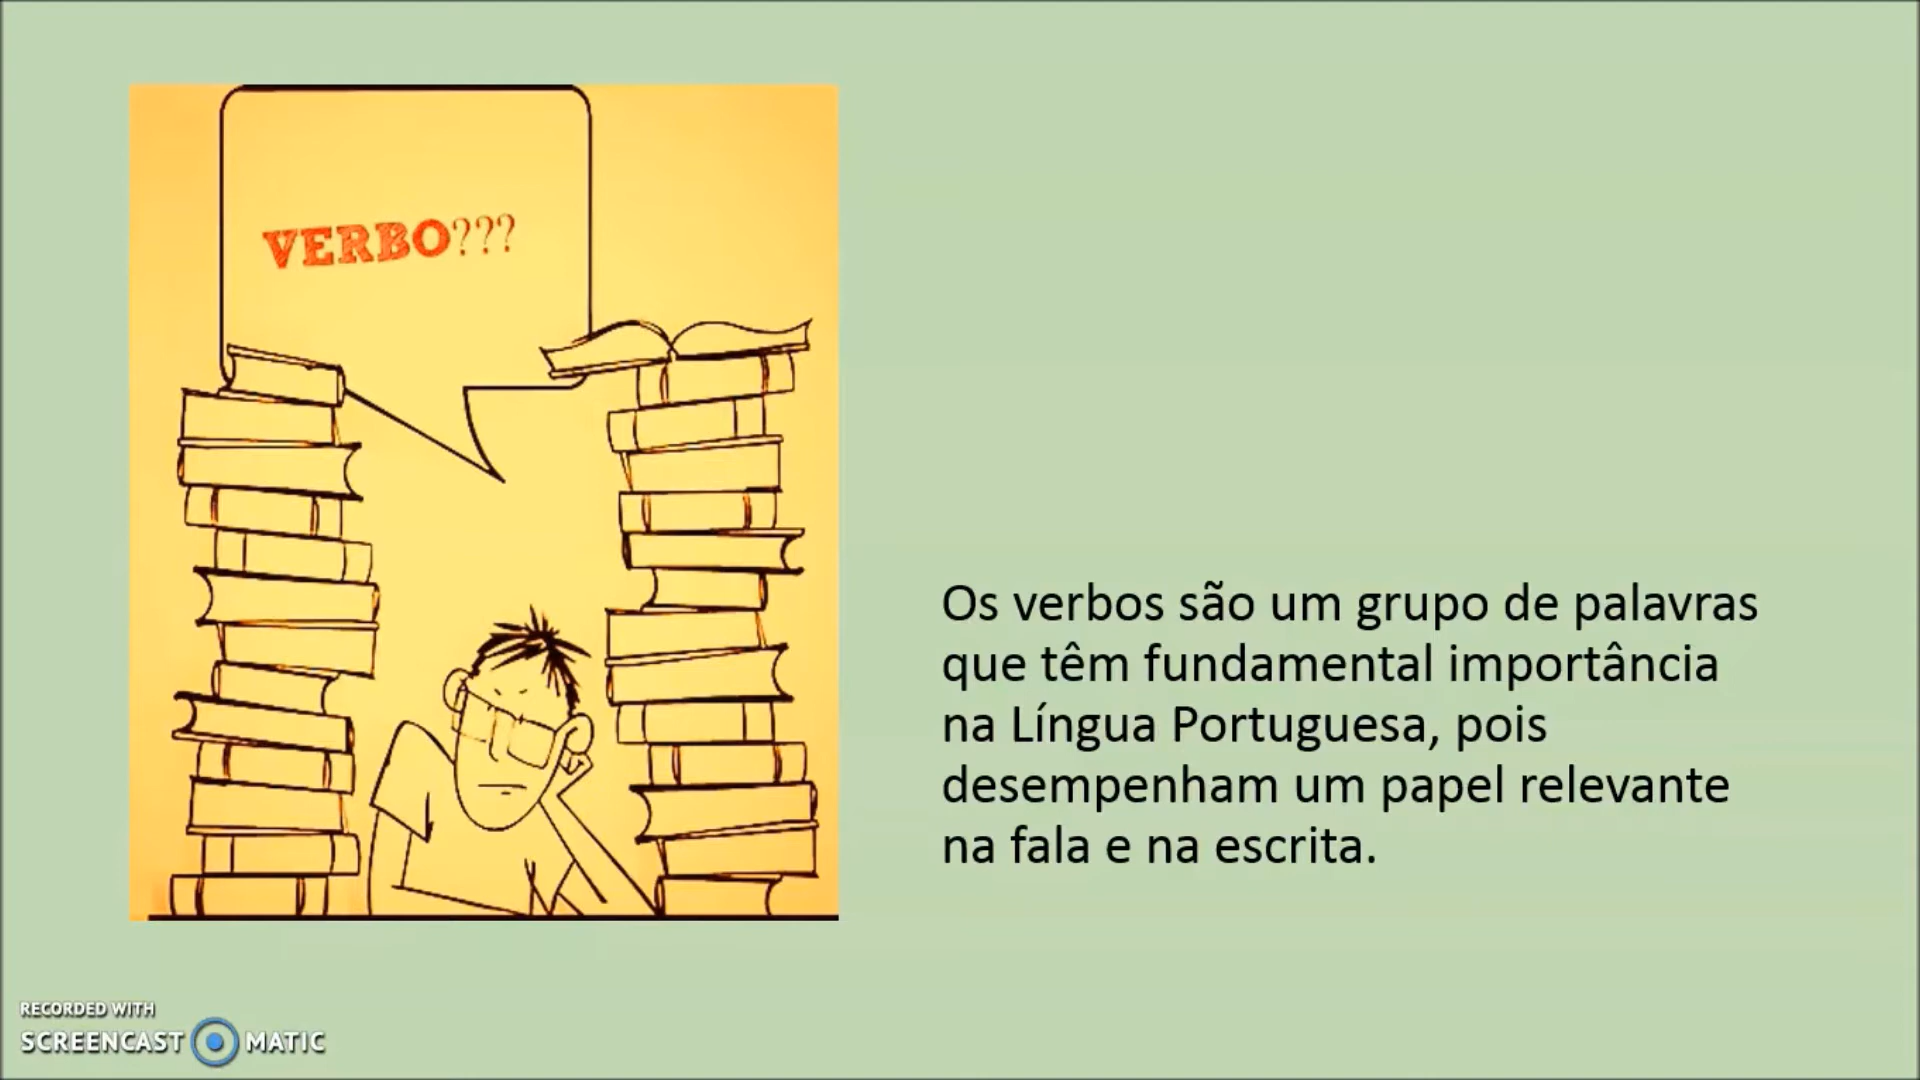 VERBO???
Os verbos são um grupo de palavras
que têm fundamental importância
na Língua Portuguesa, pois
desempenham um papel relevante
na fala e na escrita.
RECORDED WITH
SCREENCAST MATIC